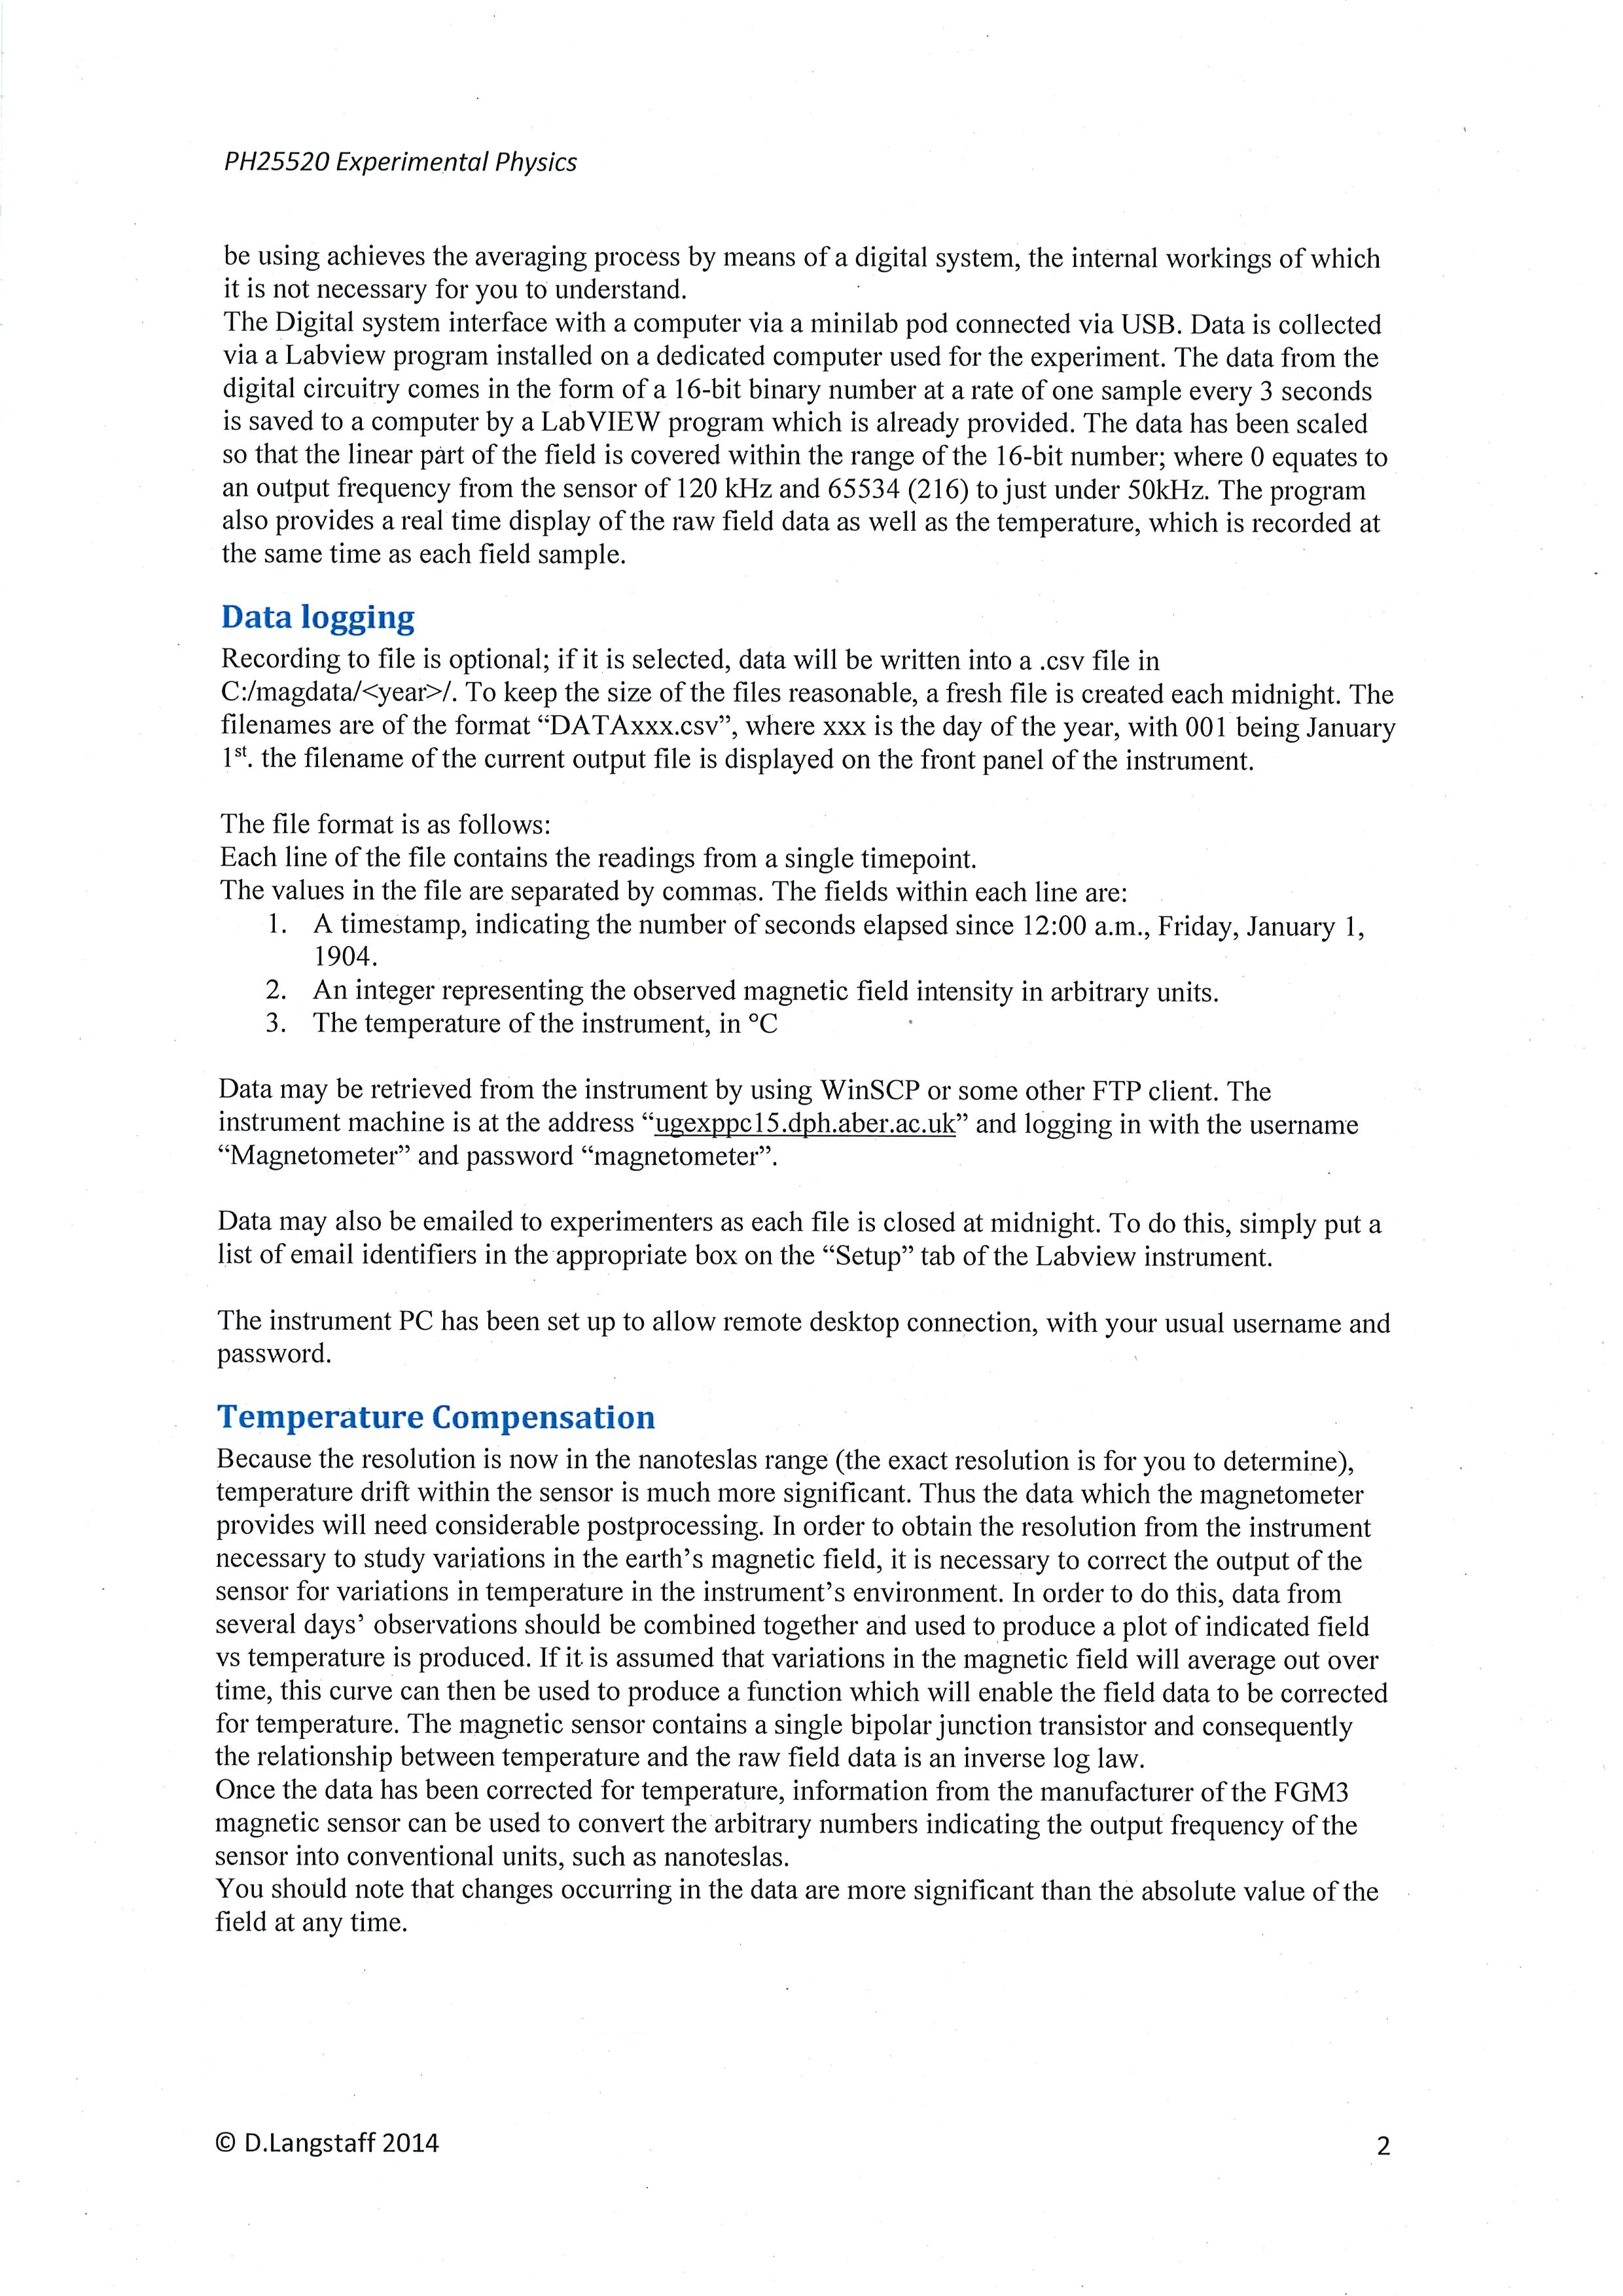 PH25520 Experimental Physics
be using achieves the averaging process by means of a digital system, the internal workings of which
it is not necessary for you to understand.
The Digital system interface with a computer via a minilab pod connected via USB. Data is collected
via a Labview program installed on a dedicated computer used for the experiment. The data from the
digital circuitry comes in the form of a 16-bit binary number at a rate of one sample every 3 seconds
is saved to a computer by a LabVIEW program which is already provided. The data has been scaled
so that the linear part of the field is covered within the range of the 16-bit number; where 0 equates to
an output frequency from the sensor of 120 kHz and 65534 (216) to just under 50kHz. The program
also provides a real time display of the raw field data as well as the temperature, which is recorded at
the same time as each field sample.
Data logging
Recording to file is optional; if it is selected, data will be written into a .csv file in
C:/magdata/<year>/. To keep the size of the files reasonable, a fresh file is created each midnight. The
filenames are of the format “DATAxxx.csv”, where xxx is the day of the year, with 001 being January
1st. the filename of the current output file is displayed on the front panel of the instrument.
The file format is as follows:
Each line of the file contains the readings from a single timepoint.
The values in the file are separated by commas. The fields within each line are:
1. A timestamp, indicating the number of seconds elapsed since 12:00 a.m., Friday, January 1,
1904.
2. An integer representing the observed magnetic field intensity in arbitrary units.
3. The temperature of the instrument, in °C
Data may be retrieved from the instrument by using WinSCP or some other FTP client. The
instrument machine is at the address “ugexppc15.dph.aber.ac.uk” and logging in with the username
“Magnetometer” and password “magnetometer”.
Data may also be emailed to experimenters as each file is closed at midnight. To do this, simply put a
list of email identifiers in the appropriate box on the “Setup” tab of the Labview instrument.
The instrument PC has been set up to allow remote desktop connection, with your usual username and
password.
Temperature Compensation
Because the resolution is now in the nanoteslas range (the exact resolution is for you to determine),
temperature drift within the sensor is much more significant. Thus the data which the magnetometer
provides will need considerable postprocessing. In order to obtain the resolution from the instrument
necessary to study variations in the earth’s magnetic field, it is necessary to correct the output of the
sensor for variations in temperature in the instrument’s environment. In order to do this, data from
several days’ observations should be combined together and used to produce a plot of indicated field
vs temperature is produced. If it is assumed that variations in the magnetic field will average out over
time, this curve can then be used to produce a function which will enable the field data to be corrected
for temperature. The magnetic sensor contains a single bipolar junction transistor and consequently
the relationship between temperature and the raw field data is an inverse log law.
Once the data has been corrected for temperature, information from the manufacturer of the FGM3
magnetic sensor can be used to convert the arbitrary numbers indicating the output frequency of the
sensor into conventional units, such as nanoteslas.
You should note that changes occurring in the data are more significant than the absolute value of the
field at any time.
© D.Langstaff 2014
2